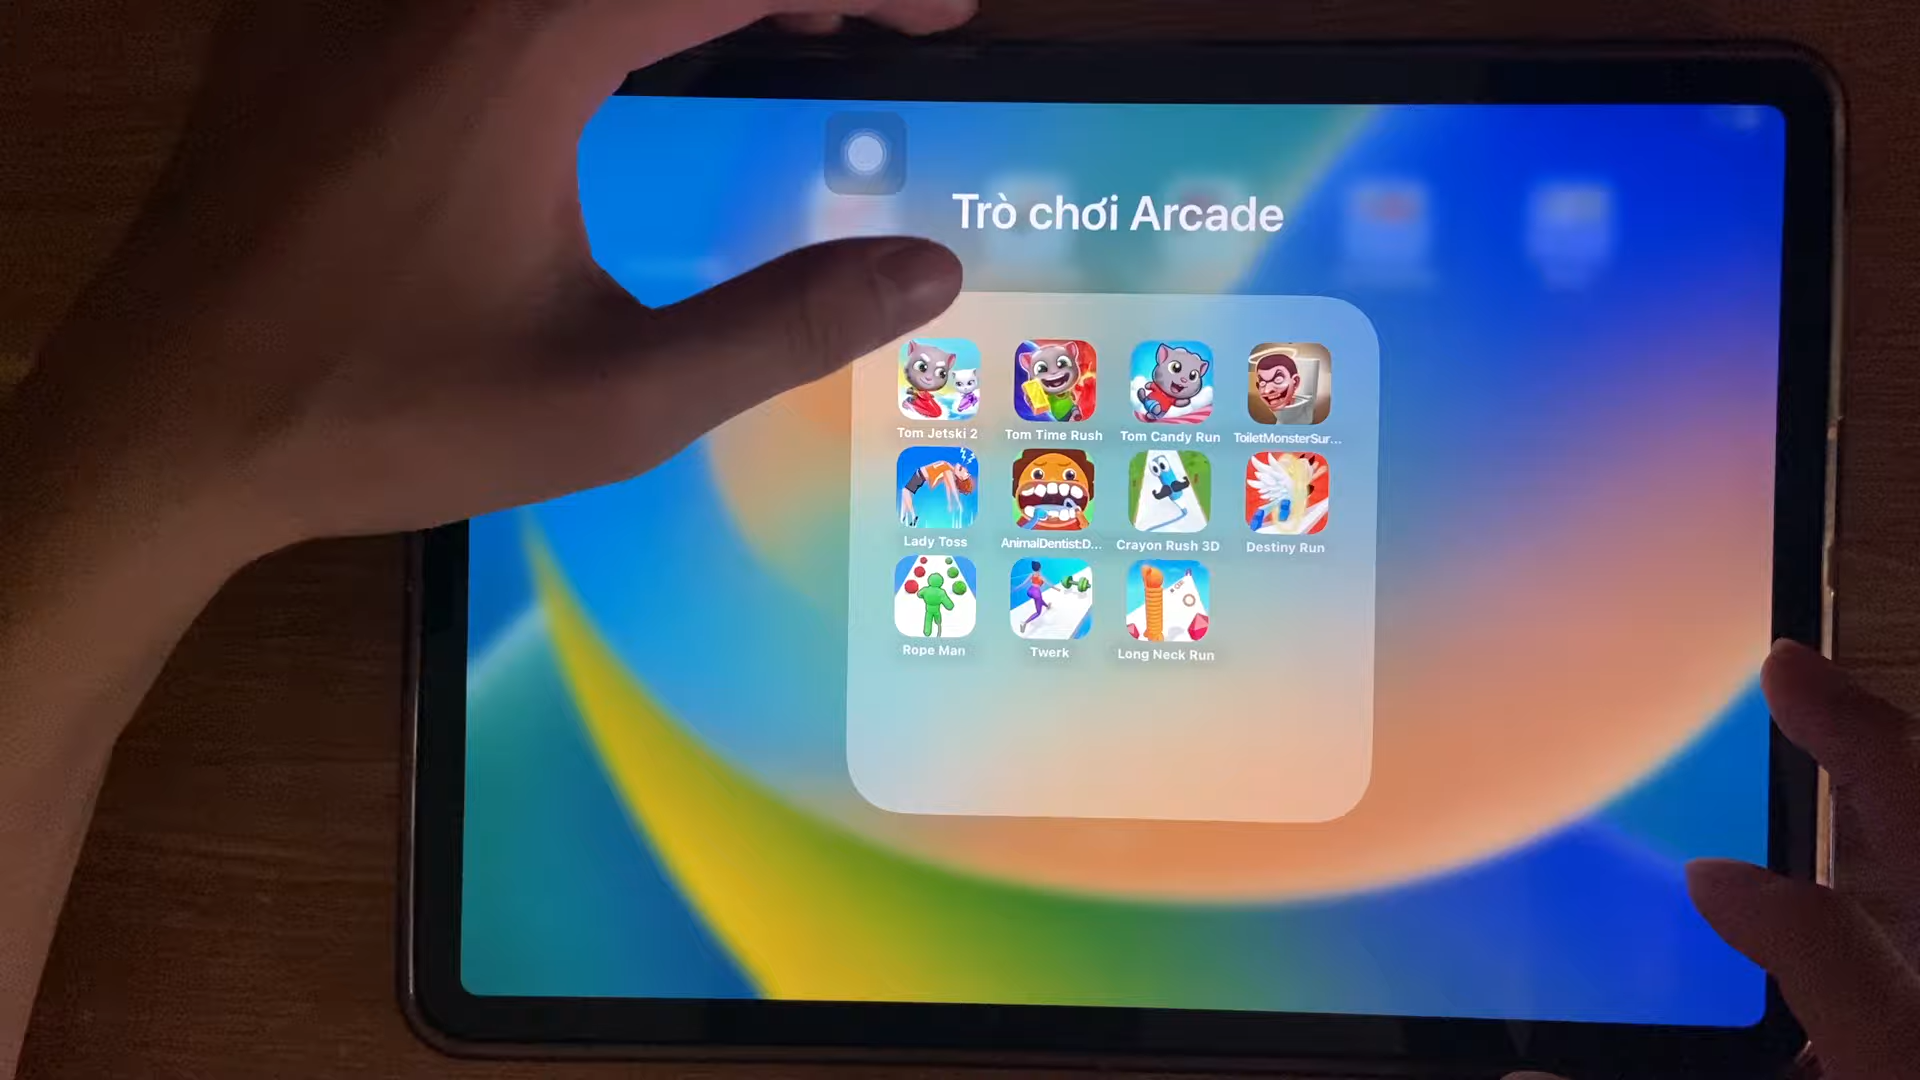 Trò chơi Arcade
Tom Jetski 2
Tom Time Rush
Tom Candy Run
ToiletMonsterSur...
Lady Toss
AnimalDentist:D...
Crayon Rush 3D
Destiny Run
Rope Man
Twerk
Long Neck Run